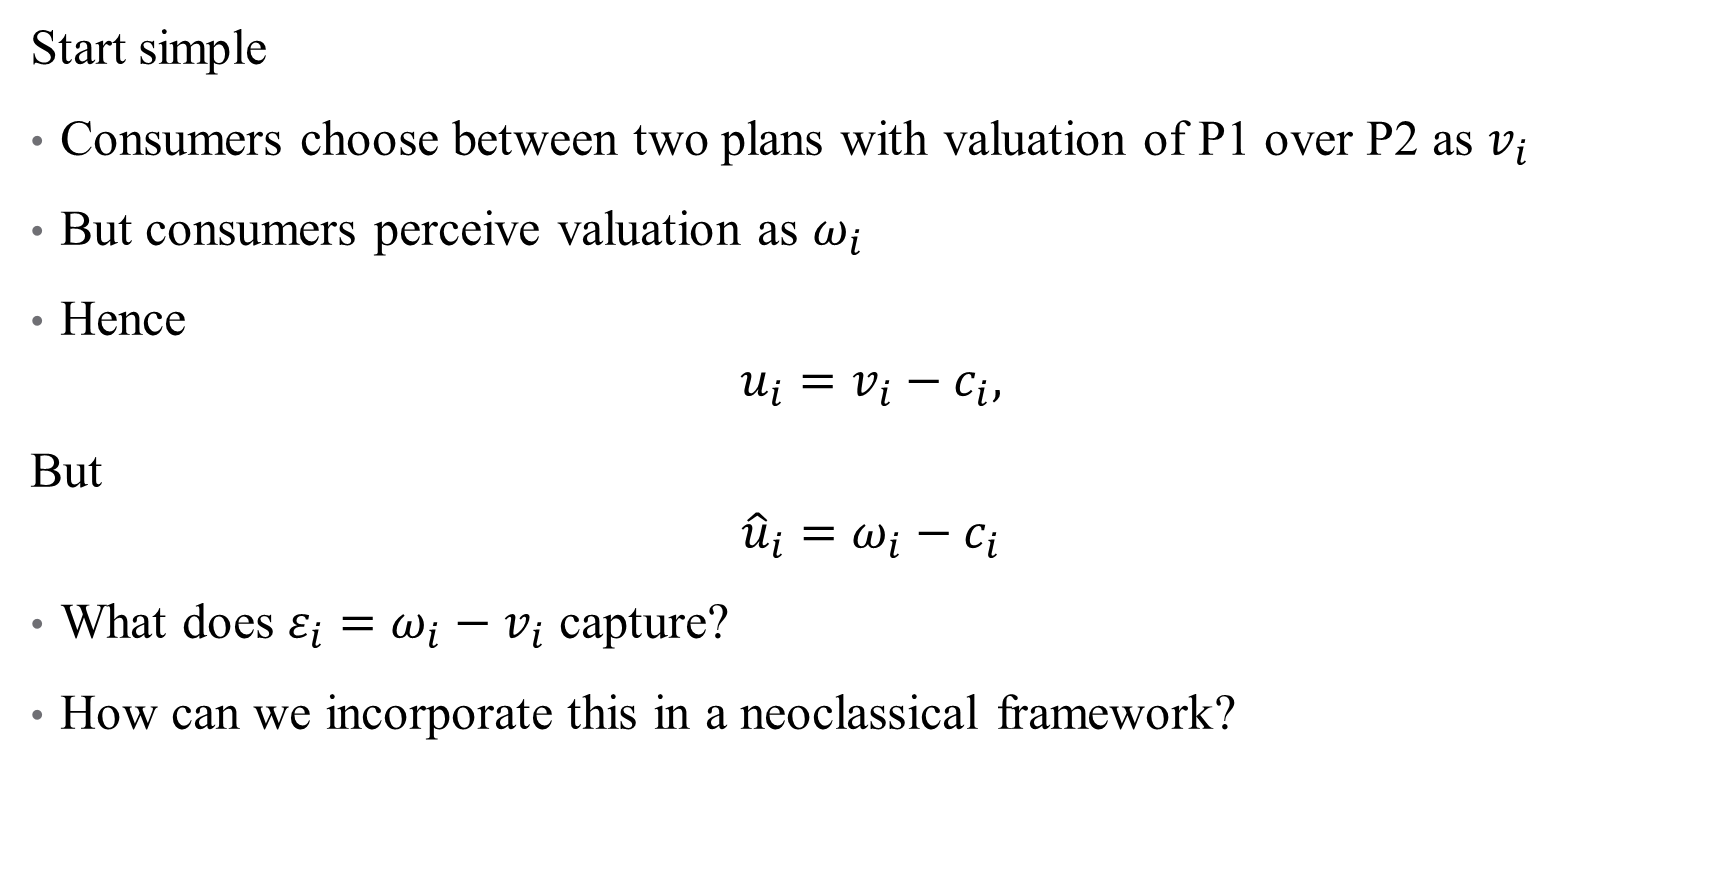 Start simple
• Consumers choose between two plans with valuation of P1 over P2 as 𝑣ᵢ
• But consumers perceive valuation as 𝜔ᵢ
• Hence
𝑢ᵢ = 𝑣ᵢ − 𝑐ᵢ,
But
𝑢̂ᵢ = 𝜔ᵢ − 𝑐ᵢ
• What does 𝜀ᵢ = 𝜔ᵢ − 𝑣ᵢ capture?
• How can we incorporate this in a neoclassical framework?